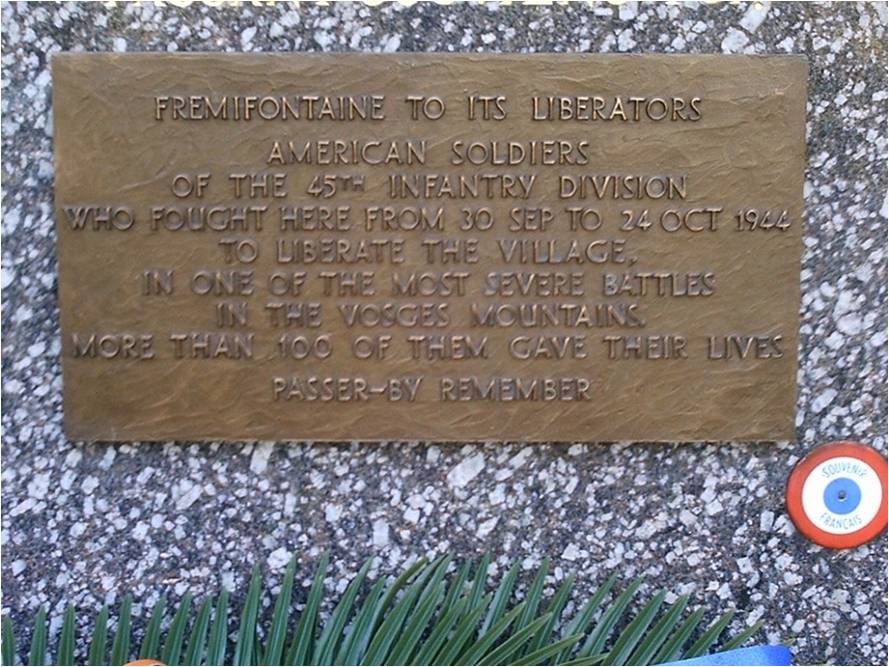 FREMIFONTAINE TO ITS LIBERATORS
AMERICAN SOLDIERS
OF THE 45TH INFANTRY DIVISION
WHO FOUGHT HERE FROM 30 SEP TO 24 OCT 1944
TO LIBERATE THE VILLAGE,
IN ONE OF THE MOST SEVERE BATTLES
IN THE VOSGES MOUNTAINS.
MORE THAN 100 OF THEM GAVE THEIR LIVES
PASSER-BY REMEMBER
SOUVENIR
FRANÇAIS